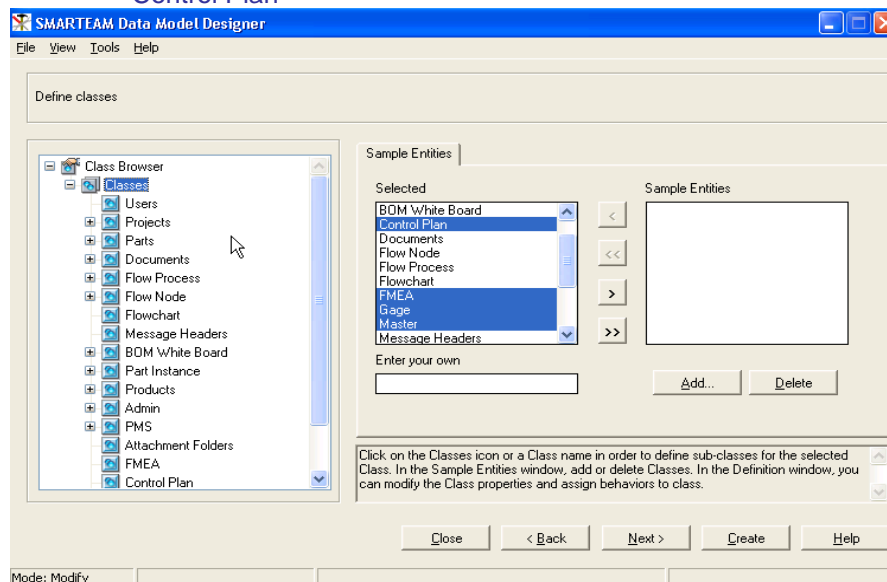 Control Plan
SMARTEAM Data Model Designer
File View Tools Help
Define classes
Class Browser
Classes
Users
Projects
Parts
Documents
Flow Process
Flow Node
Flowchart
Message Headers
BOM White Board
Part Instance
Products
Admin
PMS
Attachment Folders
FMEA
Control Plan
Sample Entities
Selected
BOM White Board
Control Plan
Documents
Flow Node
Flow Process
Flowchart
FMEA
Gage
Master
Message Headers
<
<<
>
>>
Sample Entities
Enter your own
Add... Delete
Click on the Classes icon or a Class name in order to define sub-classes for the selected
Class. In the Sample Entities window, add or delete Classes. In the Definition window, you
can modify the Class properties and assign behaviors to class.
Close < Back Next > Create Help
Mode: Modify